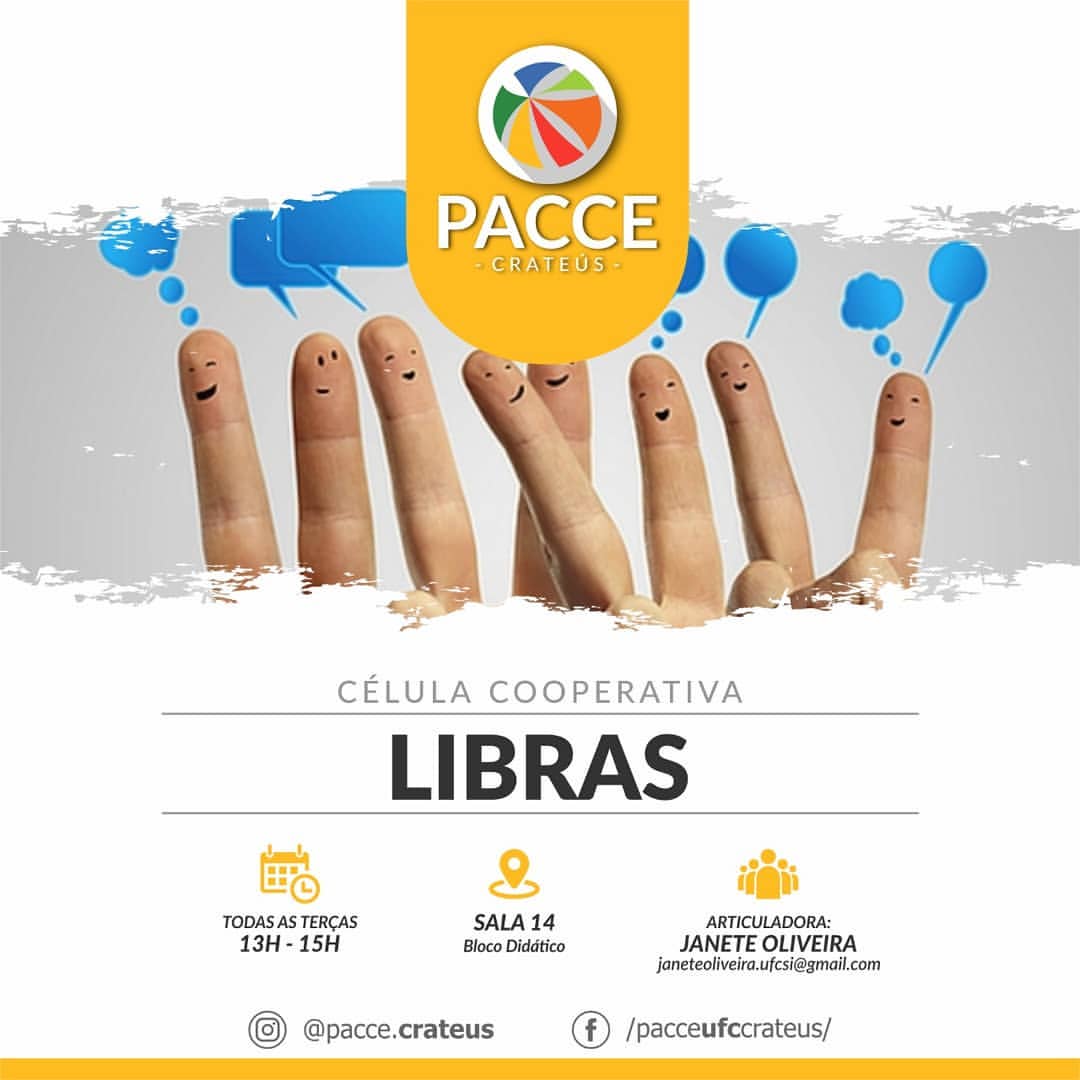 PACCE
- CRATEÚS -
CÉLULA COOPERATIVA
LIBRAS
TODAS AS TERÇAS
13H - 15H
SALA 14
Bloco Didático
ARTICULADORA:
JANETE OLIVEIRA
janeteoliveira.ufcsi@gmail.com
@pacce.crateus
/pacceufccrateus/